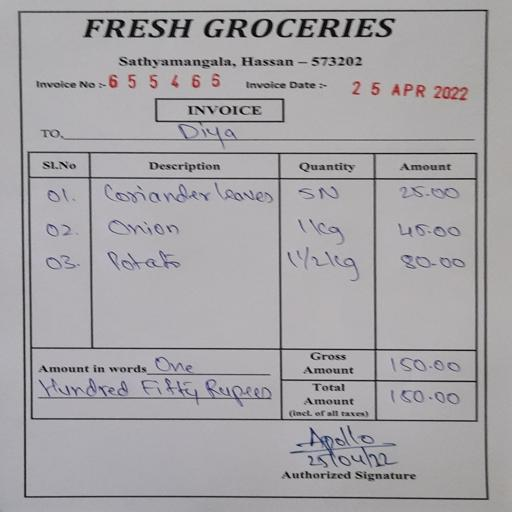 FRESH GROCERIES
Sathyamangala, Hassan – 573202
Invoice No :- 655466 Invoice Date :- 25 APR 2022
INVOICE
TO, Diya
Sl.No Description Quantity Amount
01. Coriander leaves 5N 25.00
02. Onion 1kg 45.00
03. Potato 1 1/2kg 80.00
Amount in words One Gross Amount 150.00
Hundred Fifty Rupees Total Amount (incl. of all taxes) 150.00
Apollo
25/04/22
Authorized Signature